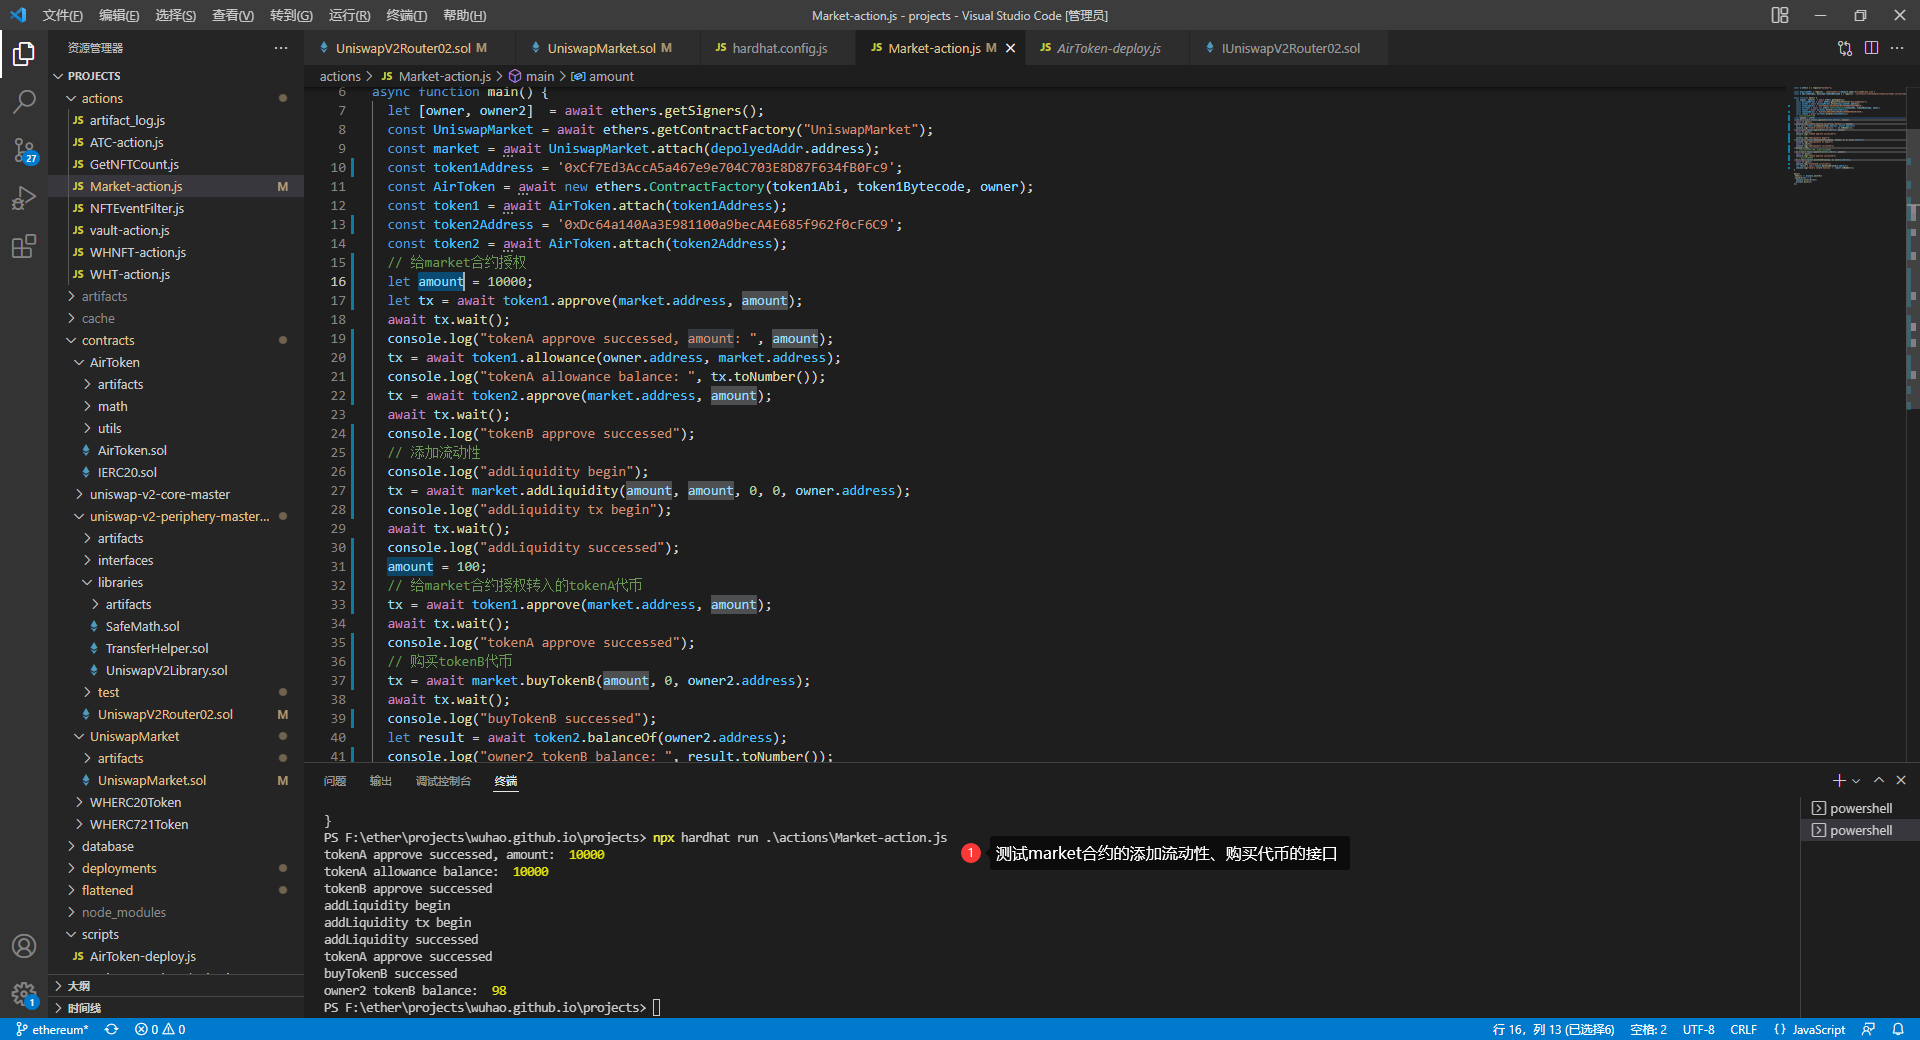 文件(F) 编辑(E) 选择(S) 查看(V) 转到(G) 运行(R) 终端(T) 帮助(H)
Market-action.js - projects - Visual Studio Code [管理员]
资源管理器
PROJECTS
actions
JS artifact_log.js
JS ATC-action.js
JS GetNFTCount.js
JS Market-action.js M
JS NFTEventFilter.js
JS vault-action.js
JS WHNFT-action.js
JS WHT-action.js
artifacts
cache
contracts
AirToken
artifacts
math
utils
AirToken.sol
IERC20.sol
uniswap-v2-core-master
uniswap-v2-periphery-master...
artifacts
interfaces
libraries
artifacts
SafeMath.sol
TransferHelper.sol
UniswapV2Library.sol
test
UniswapV2Router02.sol M
UniswapMarket
artifacts
UniswapMarket.sol M
WHERC20Token
WHERC721Token
database
deployments
flattened
node_modules
scripts
JS AirToken-deploy.js
大纲
时间线
27
1
UniswapV2Router02.sol M
UniswapMarket.sol M
JS hardhat.config.js
JS Market-action.js M
JS AirToken-deploy.js
IUniswapV2Router02.sol
actions > JS Market-action.js > main > amount
6 async function main() {
7 let [owner, owner2]  = await ethers.getSigners();
8 const UniswapMarket = await ethers.getContractFactory("UniswapMarket");
9 const market = await UniswapMarket.attach(depolyedAddr.address);
10 const token1Address = '0xCf7Ed3AccA5a467e9e704C703E8D87F634fB0Fc9';
11 const AirToken = await new ethers.ContractFactory(token1Abi, token1Bytecode, owner);
12 const token1 = await AirToken.attach(token1Address);
13 const token2Address = '0xDc64a140Aa3E981100a9becA4E685f962f0cF6C9';
14 const token2 = await AirToken.attach(token2Address);
15 // 给market合约授权
16 let amount = 10000;
17 let tx = await token1.approve(market.address, amount);
18 await tx.wait();
19 console.log("tokenA approve successed, amount: ", amount);
20 tx = await token1.allowance(owner.address, market.address);
21 console.log("tokenA allowance balance: ", tx.toNumber());
22 tx = await token2.approve(market.address, amount);
23 await tx.wait();
24 console.log("tokenB approve successed");
25 // 添加流动性
26 console.log("addLiquidity begin");
27 tx = await market.addLiquidity(amount, amount, 0, 0, owner.address);
28 console.log("addLiquidity tx begin");
29 await tx.wait();
30 console.log("addLiquidity successed");
31 amount = 100;
32 // 给market合约授权转入的tokenA代币
33 tx = await token1.approve(market.address, amount);
34 await tx.wait();
35 console.log("tokenA approve successed");
36 // 购买tokenB代币
37 tx = await market.buyTokenB(amount, 0, owner2.address);
38 await tx.wait();
39 console.log("buyTokenB successed");
40 let result = await token2.balanceOf(owner2.address);
41 console.log("owner2 tokenB balance: ", result.toNumber());
问题 输出 调试控制台 终端
}
PS F:\ether\projects\wuhao.github.io\projects> npx hardhat run .\actions\Market-action.js
tokenA approve successed, amount:  10000
tokenA allowance balance:  10000
tokenB approve successed
addLiquidity begin
addLiquidity tx begin
addLiquidity successed
tokenA approve successed
buyTokenB successed
owner2 tokenB balance:  98
PS F:\ether\projects\wuhao.github.io\projects>
1 测试market合约的添加流动性、购买代币的接口
powershell
powershell
ethereum* 0 0
行 16，列 13 (已选择6) 空格: 2 UTF-8 CRLF {} JavaScript